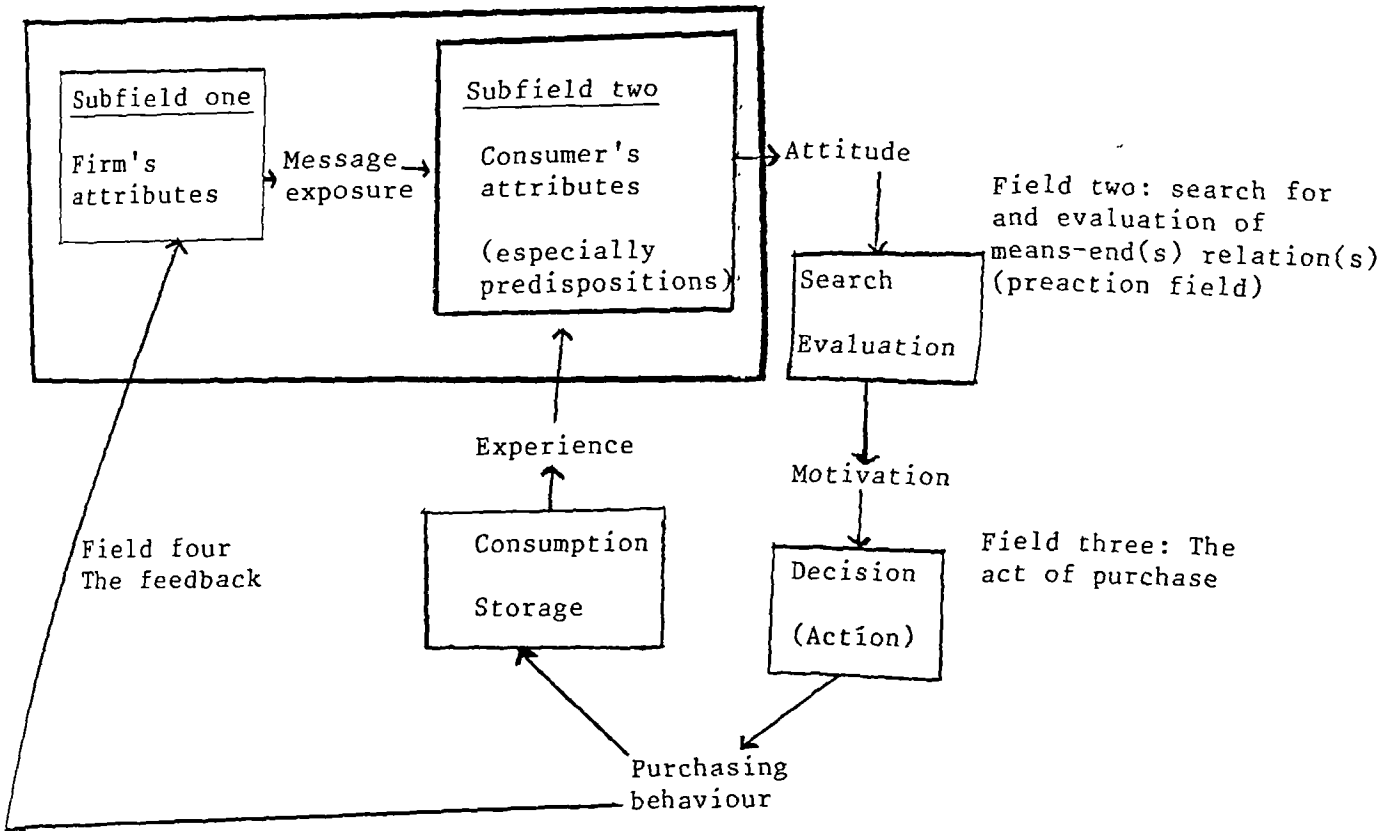 Subfield one
Firm's
attributes
Message
exposure
Subfield two
Consumer's
attributes
(especially
predispositions)
Attitude
Field two: search for
and evaluation of
means-end(s) relation(s)
(preaction field)
Search
Evaluation
Motivation
Field three: The
act of purchase
Decision
(Action)
Purchasing
behaviour
Consumption
Storage
Experience
Field four
The feedback